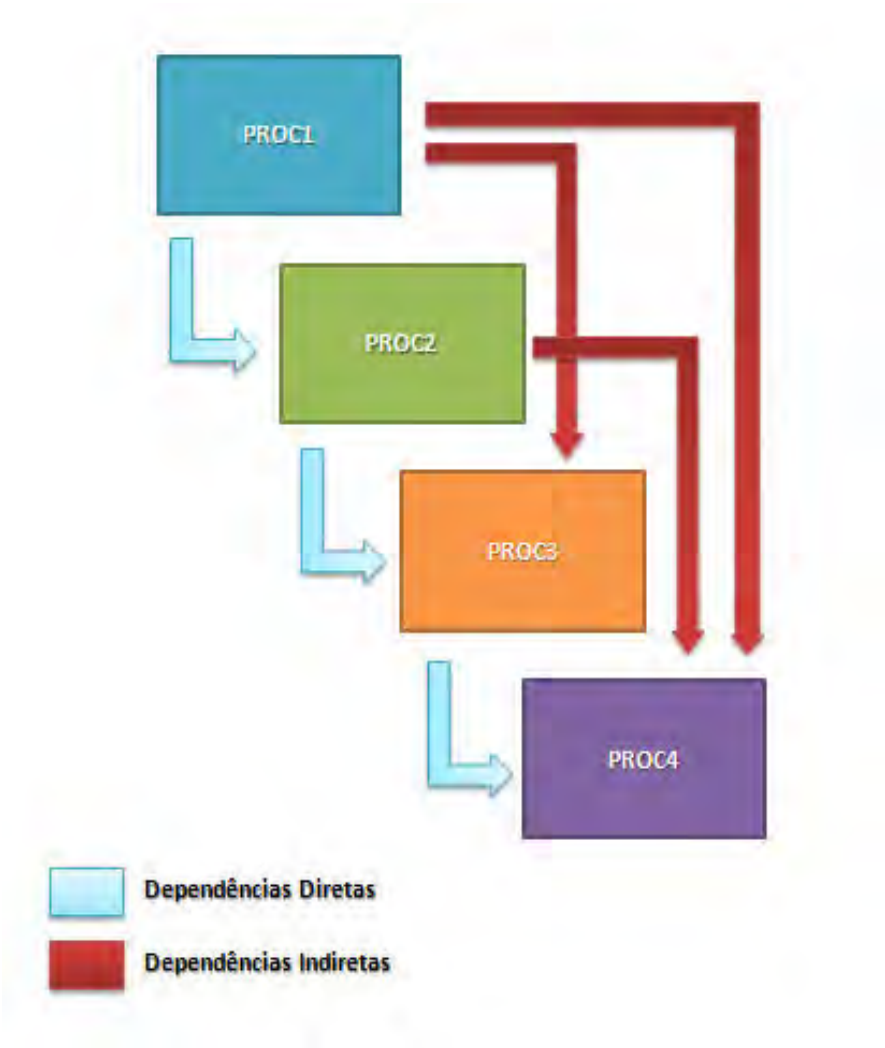 PROC1
PROC2
PROC3
PROC4
Dependências Diretas
Dependências Indiretas